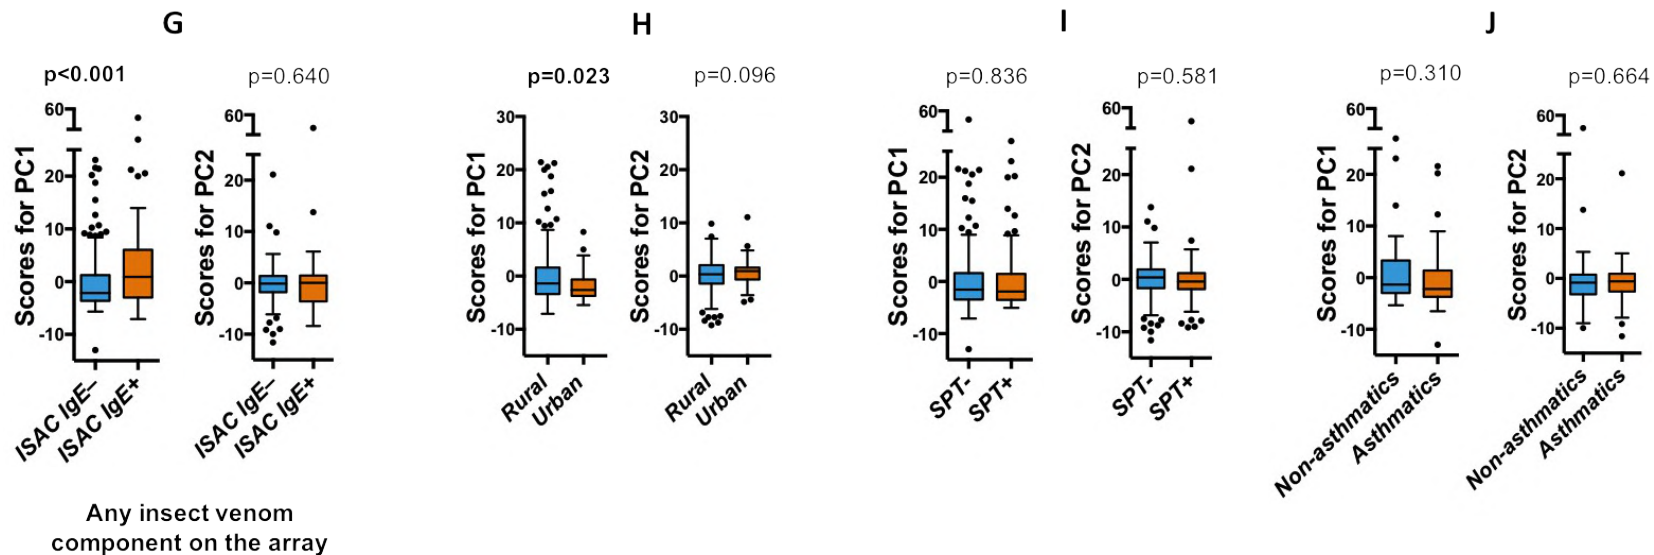 G
H
I
J
p<0.001
p=0.640
p=0.023
p=0.096
p=0.836
p=0.581
p=0.310
p=0.664
Scores for PC1
60
20
10
0
-10
ISAC IgE–
ISAC IgE+
Scores for PC2
60
20
10
0
-10
ISAC IgE–
ISAC IgE+
Scores for PC1
30
20
10
0
-10
Rural
Urban
Scores for PC2
30
20
10
0
-10
Rural
Urban
Scores for PC1
60
20
10
0
-10
SPT-
SPT+
Scores for PC2
60
20
10
0
-10
SPT-
SPT+
Scores for PC1
60
20
10
0
-10
Non-asthmatics
Asthmatics
Scores for PC2
60
20
10
0
-10
Non-asthmatics
Asthmatics
Any insect venom
component on the array